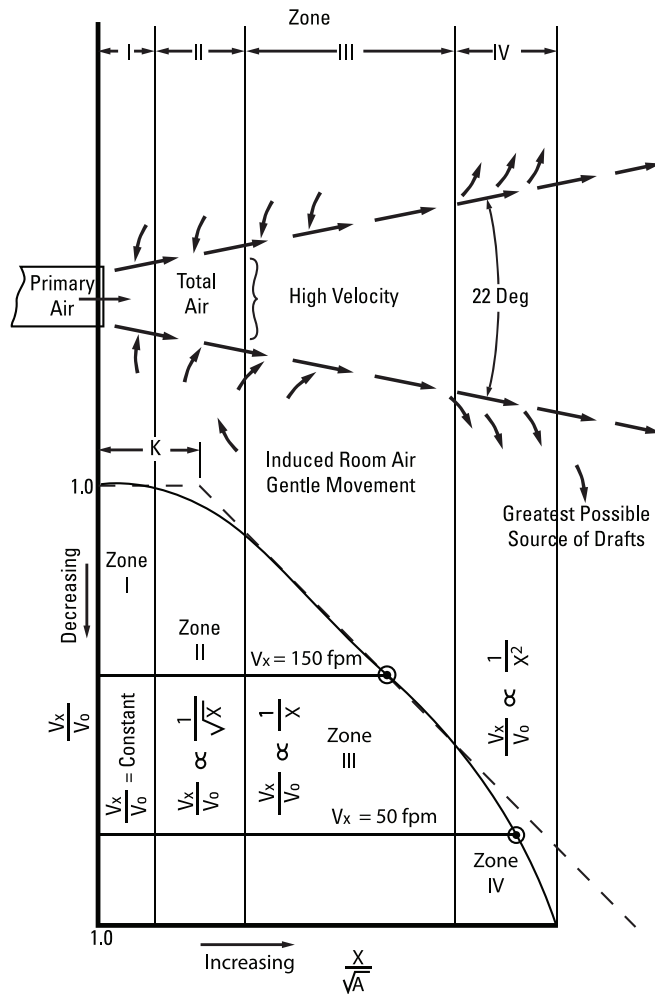 Zone
I
II
III
IV
Primary
Air
Total
Air
High Velocity
22 Deg
K
Induced Room Air
Gentle Movement
Greatest Possible
Source of Drafts
1.0
Zone
I
Decreasing
Zone
II
Vx = 150 fpm
Vx/Vo
Vx/Vo = Constant
Vx/Vo ∝ 1/√X
Vx/Vo ∝ 1/X
Zone
III
Vx/Vo ∝ 1/X²
Vx = 50 fpm
Zone
IV
1.0
Increasing
X/√A